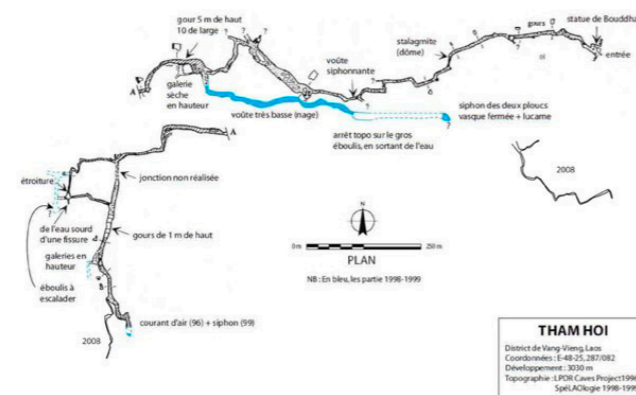 gour 5 m de haut
10 de large
?
?
galerie
sèche
en hauteur
A
voûte
siphonnante
?
?
stalagmite
(dôme)
gours
statue de Bouddha
entrée
voûte très basse (nage)
siphon des deux ploucs
vasque fermée + lucarne
?
arrêt topo sur le gros
éboulis, en sortant de l'eau
A
étroiture
jonction non réalisée
?
de l'eau sourd
d'une fissure
gours de 1 m de haut
galeries en
hauteur
éboulis à
escalader
courant d'air (96) + siphon (99)
2008
2008
N
0 m
250 m
PLAN
NB : En bleu, les partie 1998-1999
THAM HOI
District de Vang-Vieng, Laos
Coordonnées : E-48-25, 287/082
Développement : 3030 m
Topographie : LPDR Caves Project 1996
SpéLAOlogie 1998-1999